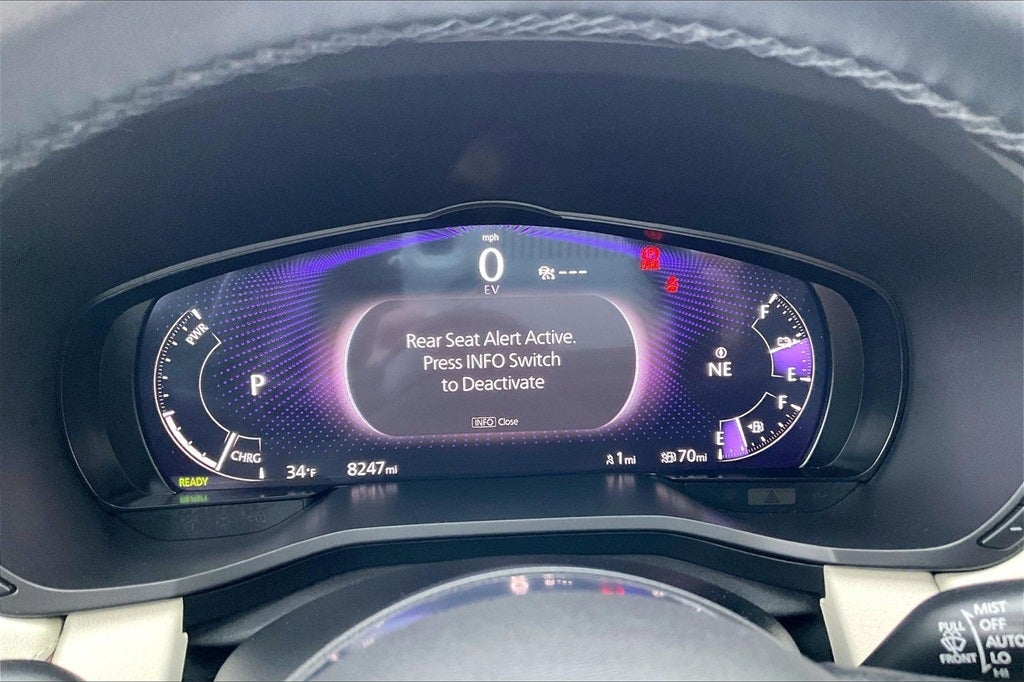 mph
0
EV
---
PARK
PWR
P
Rear Seat Alert Active.
Press INFO Switch
to Deactivate
INFO Close
NE
F
E
F
E
CHRG
READY
34°F
8247mi
1mi
70mi
MIST
OFF
AUTO
LO
HI
PULL
FRONT